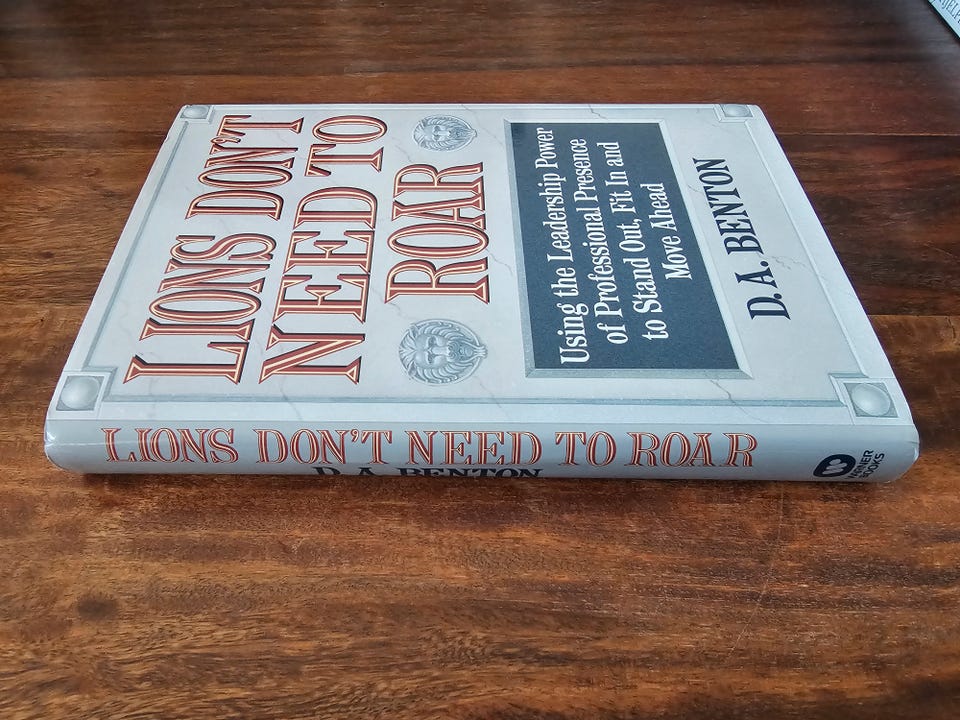 LIONS DON'T
NEED TO
ROAR
Using the Leadership Power
of Professional Presence
to Stand Out, Fit In and
Move Ahead
D. A. BENTON
LIONS DON'T NEED TO ROAR
D. A. BENTON
WARNER
BOOKS